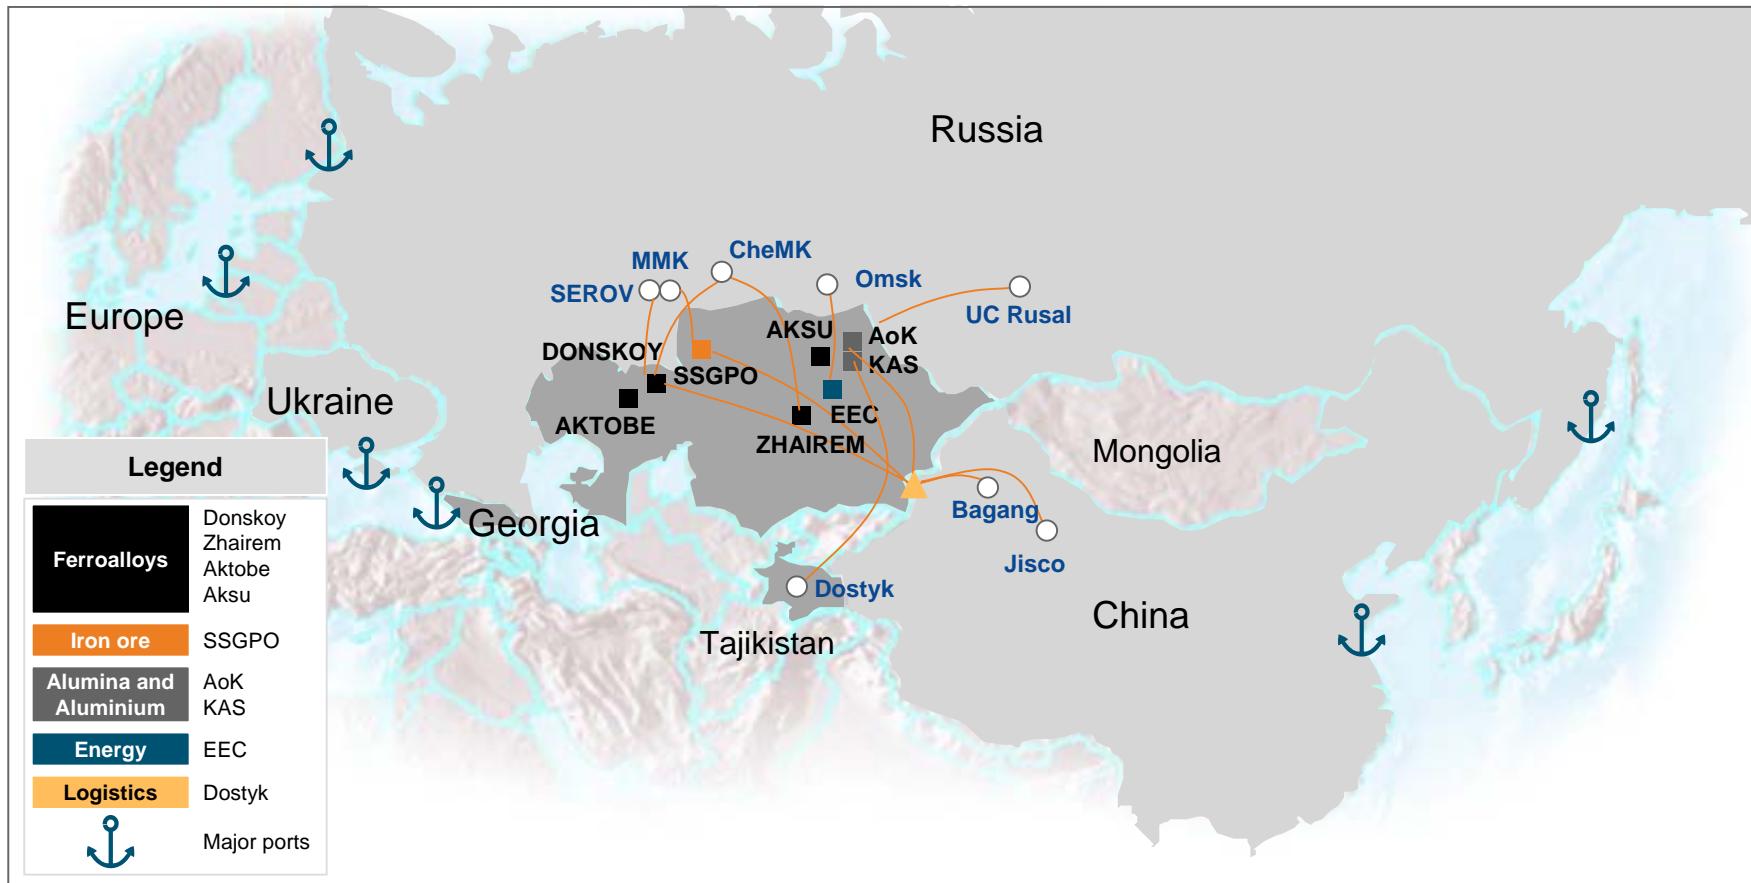 Russia
CheMK
MMK
Omsk
SEROV
UC Rusal
Europe
AKSU
AoK
DONSKOY
KAS
SSGPO
Ukraine
EEC
AKTOBE
ZHAIREM
Mongolia
Bagang
Georgia
Jisco
Dostyk
China
Tajikistan
Legend
Ferroalloys
Donskoy
Zhairem
Aktobe
Aksu
Iron ore
SSGPO
Alumina and
Aluminium
AoK
KAS
Energy
EEC
Logistics
Dostyk
Major ports